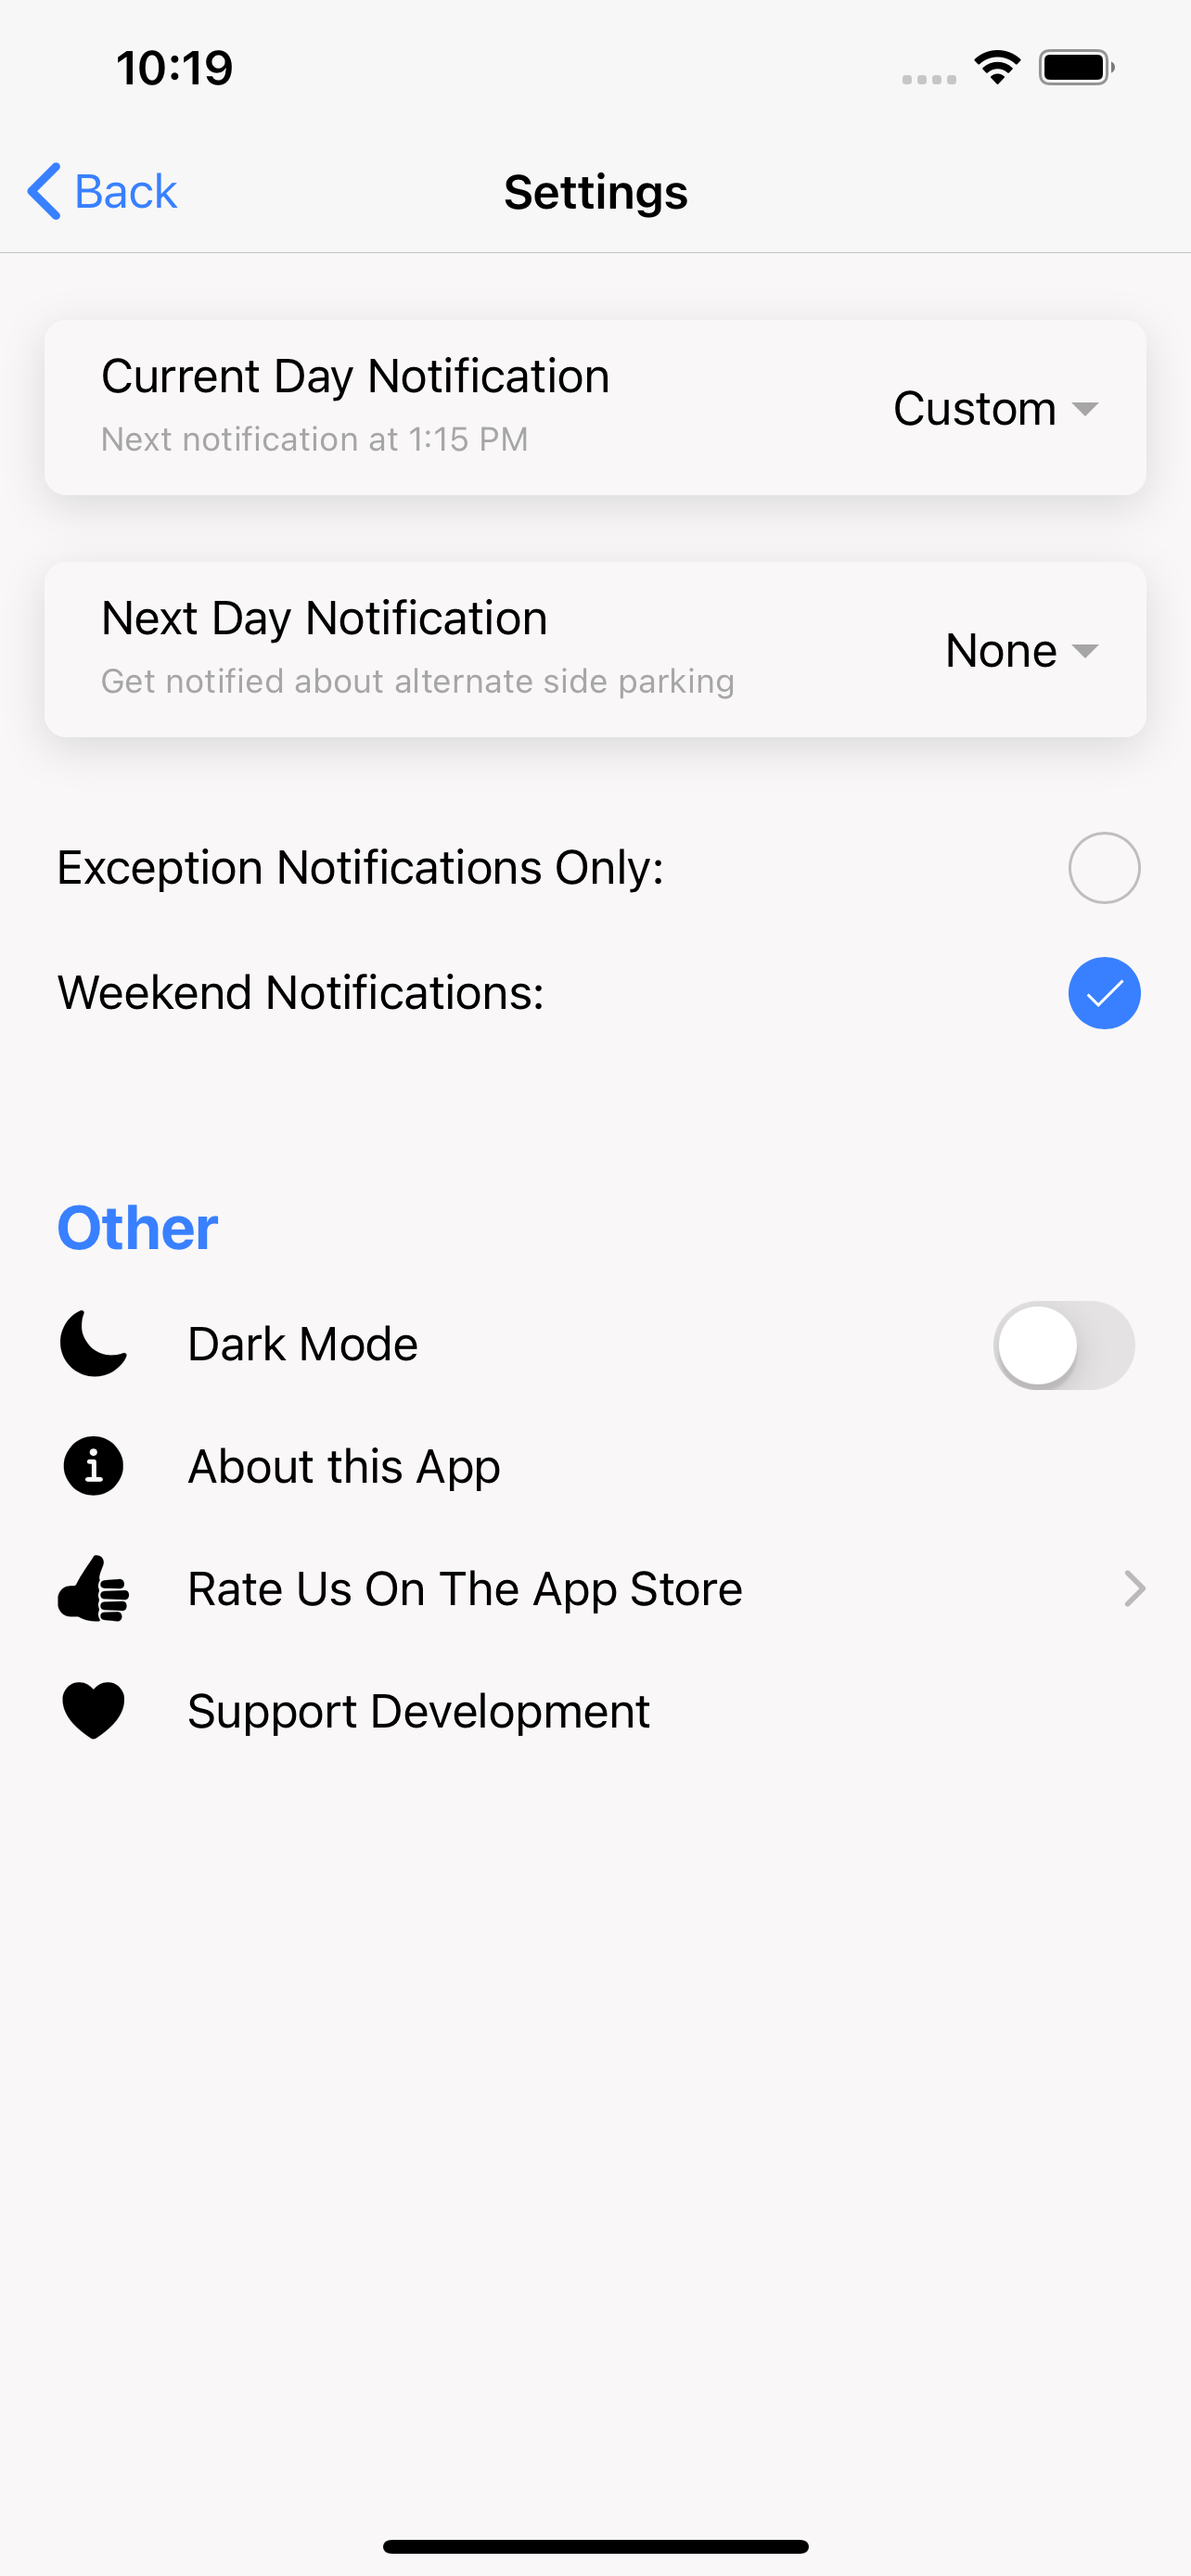 10:19
Back
Settings
Current Day Notification
Custom
Next notification at 1:15 PM
Next Day Notification
None
Get notified about alternate side parking
Exception Notifications Only:
Weekend Notifications:
Other
Dark Mode
About this App
Rate Us On The App Store
Support Development